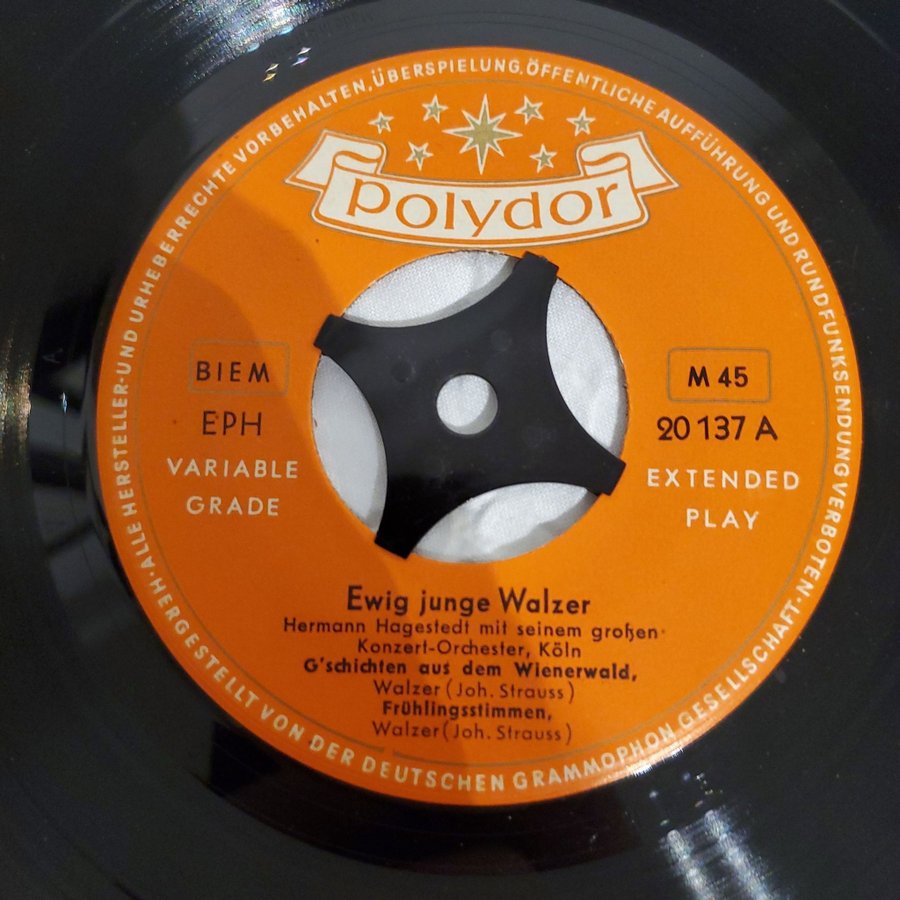 ALLE HERSTELLER- UND URHEBERRECHTE VORBEHALTEN, ÜBERSPIELUNG, ÖFFENTLICHE AUFFÜHRUNG UND RUNDFUNKSENDUNG VERBOTEN ·
polydor
BIEM
M 45
EPH
20 137 A
VARIABLE
GRADE
EXTENDED
PLAY
Ewig junge Walzer
Hermann Hagestedt mit seinem großen
Konzert-Orchester, Köln
G'schichten aus dem Wienerwald,
Walzer (Joh. Strauss)
Frühlingsstimmen,
Walzer (Joh. Strauss)
HERGESTELLT VON DER DEUTSCHEN GRAMMOPHON GESELLSCHAFT ·